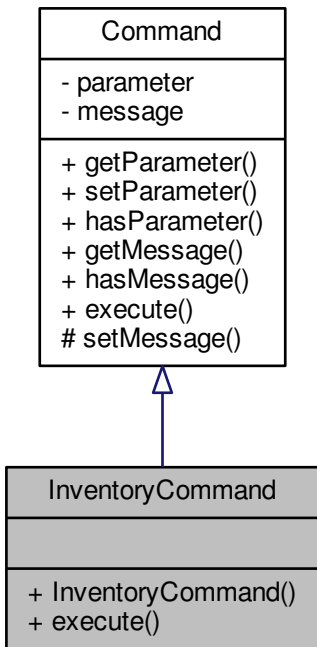 Command
- parameter
- message
+ getParameter()
+ setParameter()
+ hasParameter()
+ getMessage()
+ hasMessage()
+ execute()
# setMessage()
InventoryCommand
+ InventoryCommand()
+ execute()